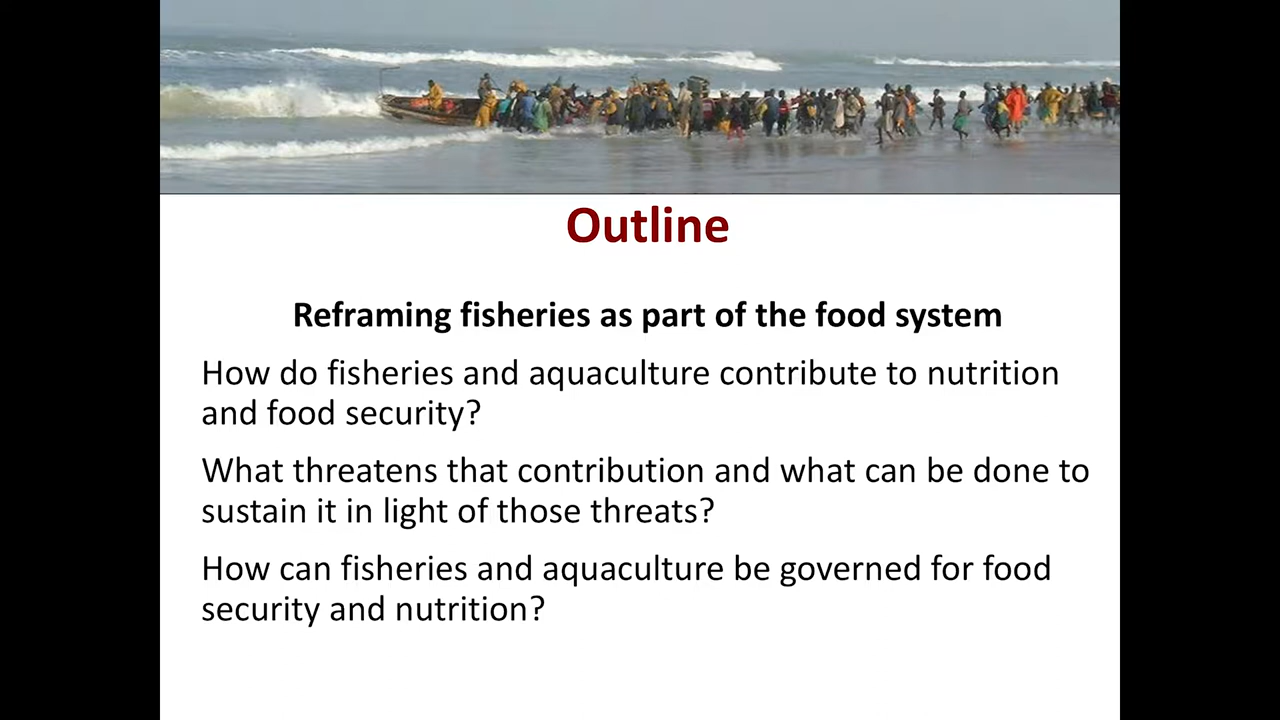 Outline
Reframing fisheries as part of the food system
How do fisheries and aquaculture contribute to nutrition
and food security?
What threatens that contribution and what can be done to
sustain it in light of those threats?
How can fisheries and aquaculture be governed for food
security and nutrition?